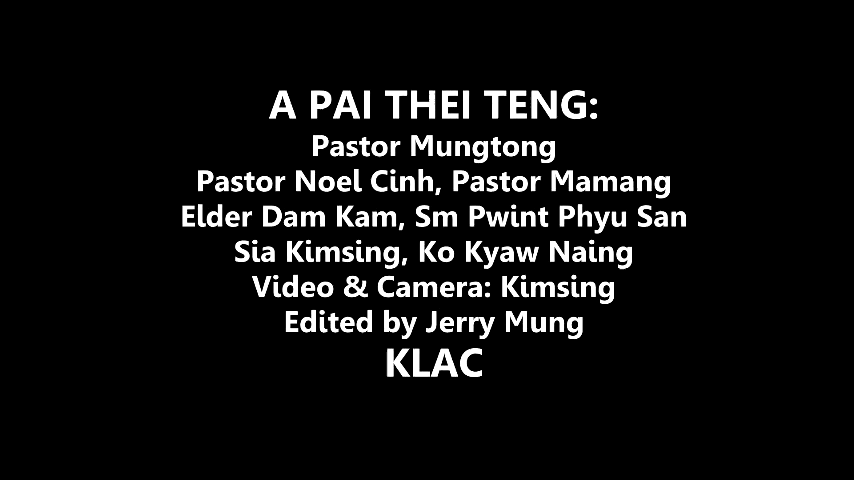 A PAI THEI TENG:
Pastor Mungtong
Pastor Noel Cinh, Pastor Mamang
Elder Dam Kam, Sm Pwint Phyu San
Sia Kimsing, Ko Kyaw Naing
Video & Camera: Kimsing
Edited by Jerry Mung
KLAC